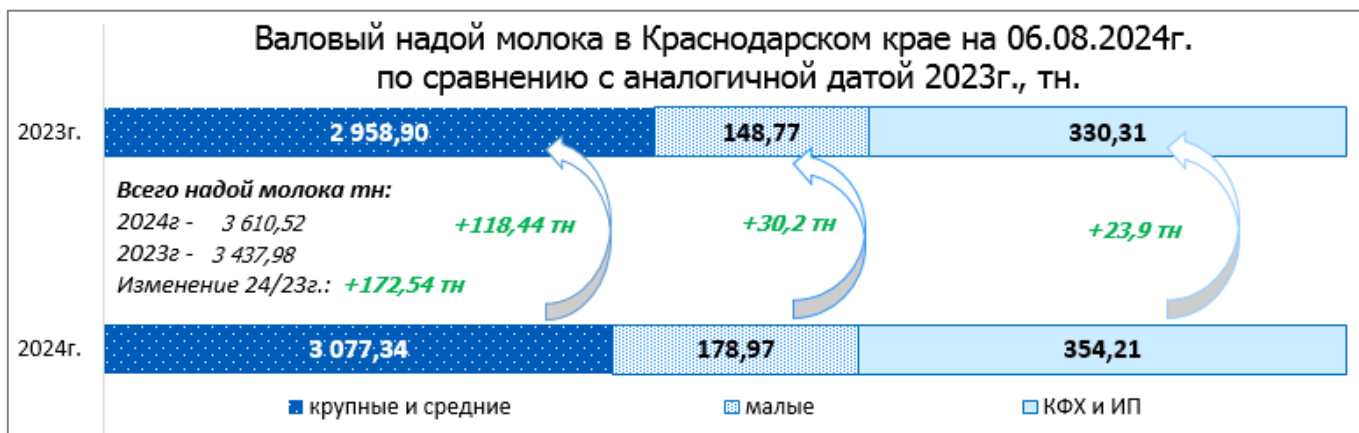 Валовый надой молока в Краснодарском крае на 06.08.2024г.
по сравнению с аналогичной датой 2023г., тн.
2023г.
2 958,90
148,77
330,31
Всего надой молока тн:
2024г - 3 610,52
2023г - 3 437,98
Изменение 24/23г.: +172,54 тн
+118,44 тн
+30,2 тн
+23,9 тн
2024г.
3 077,34
178,97
354,21
крупные и средние
малые
КФХ и ИП